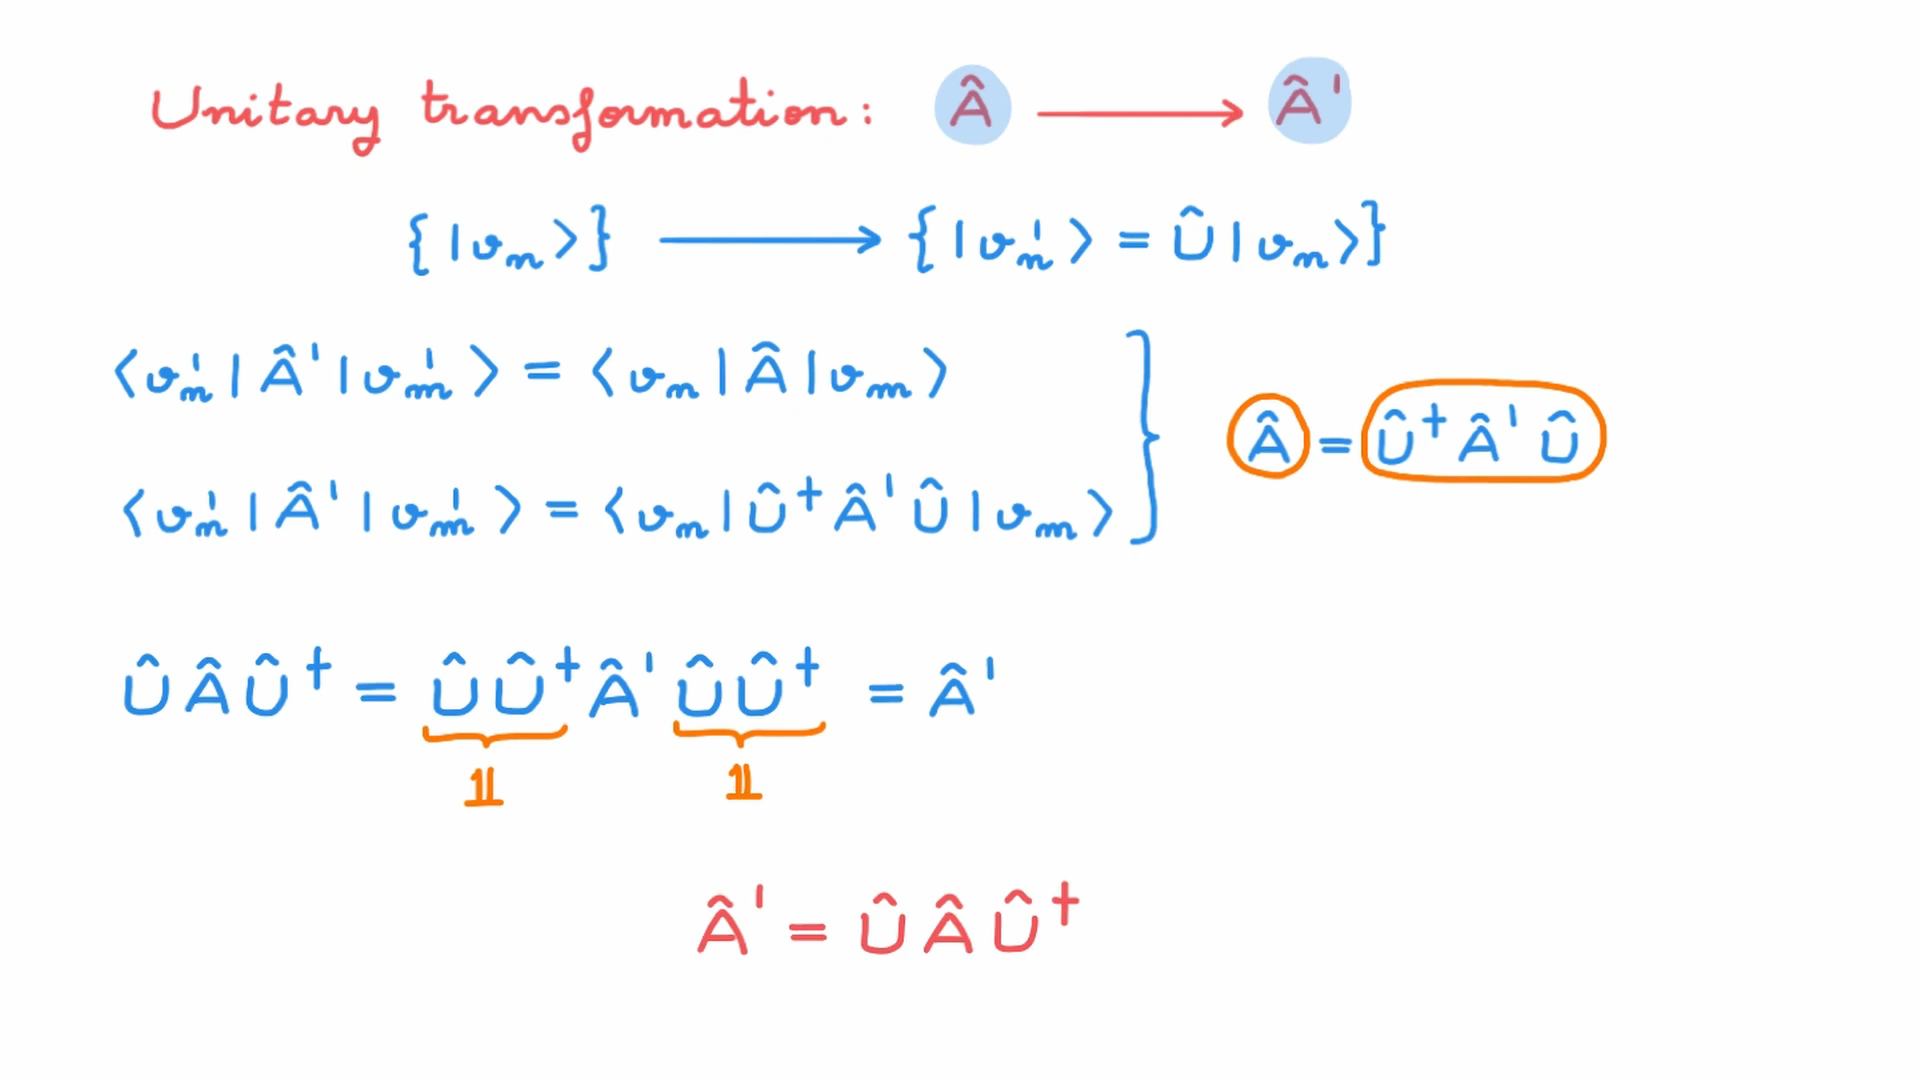 Unitary transformation: Â ⟶ Â'
{|v_n⟩} ⟶ {|v'_n⟩ = Û|v_n⟩}
⟨v'_n|Â'|v'_m⟩ = ⟨v_n|Â|v_m⟩
⟨v'_n|Â'|v'_m⟩ = ⟨v_n|Û†Â'Û|v_m⟩
} Â = Û†Â'Û
ÛÂÛ† = ÛÛ†Â'ÛÛ† = Â'
𝟙 𝟙
Â' = ÛÂÛ†